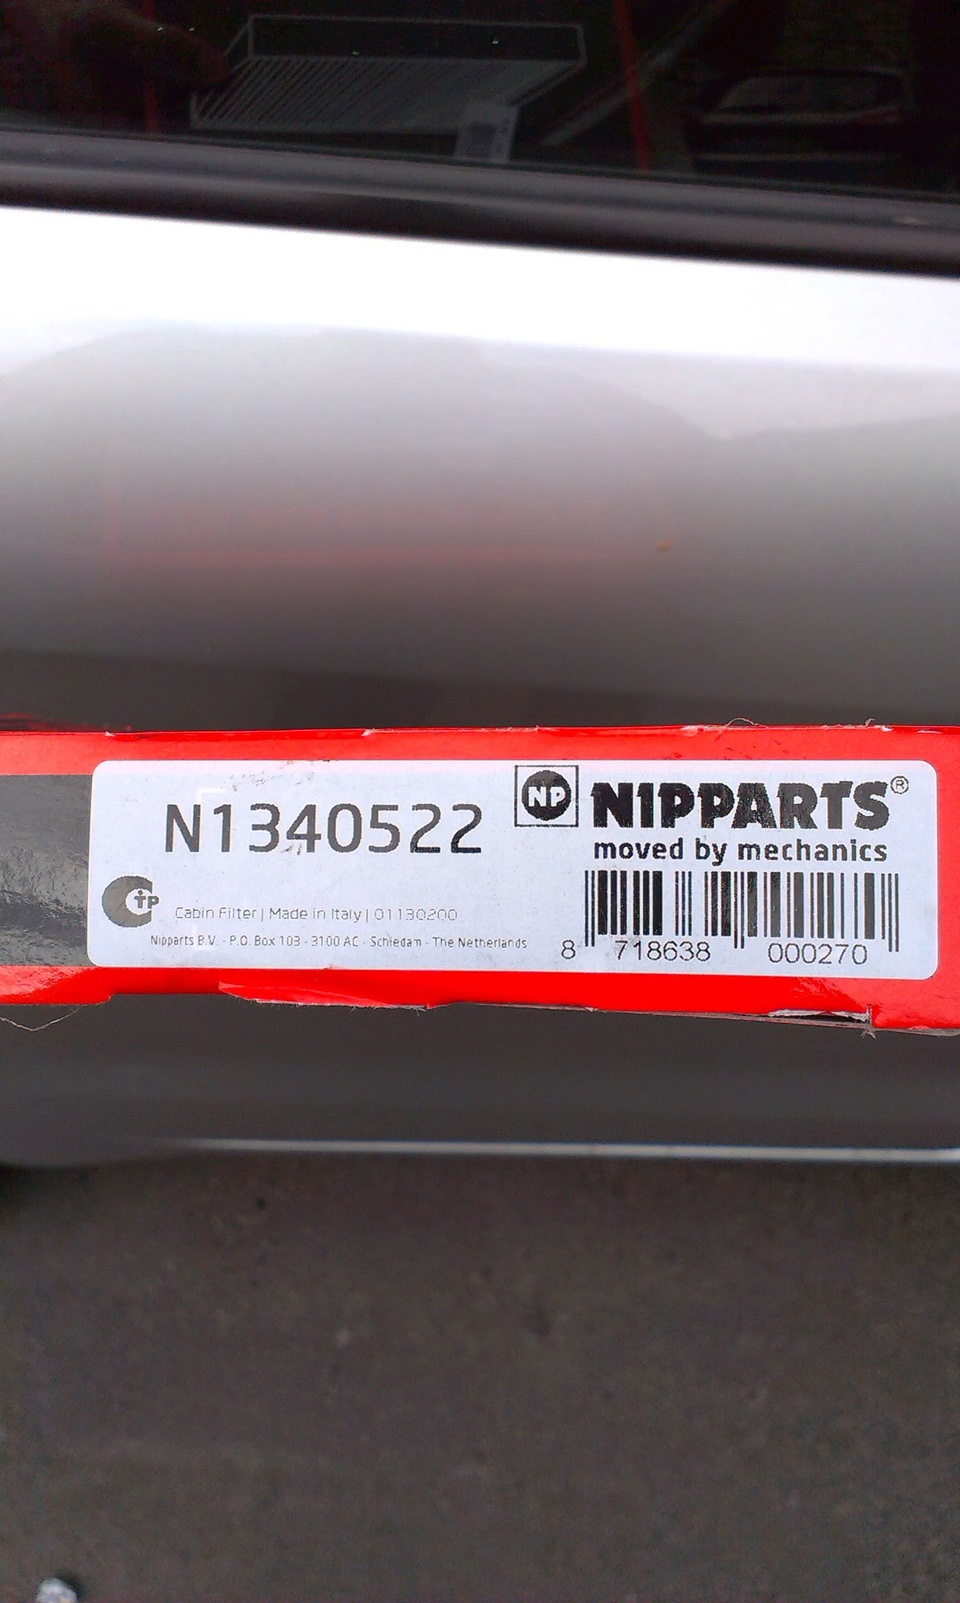 N1340522
NP
NIPPARTS®
moved by mechanics
CTP
Cabin Filter | Made in Italy | 01130200
Nipparts B.V. - P.O. Box 103 - 3100 AC - Schiedam - The Netherlands
8 718638 000270